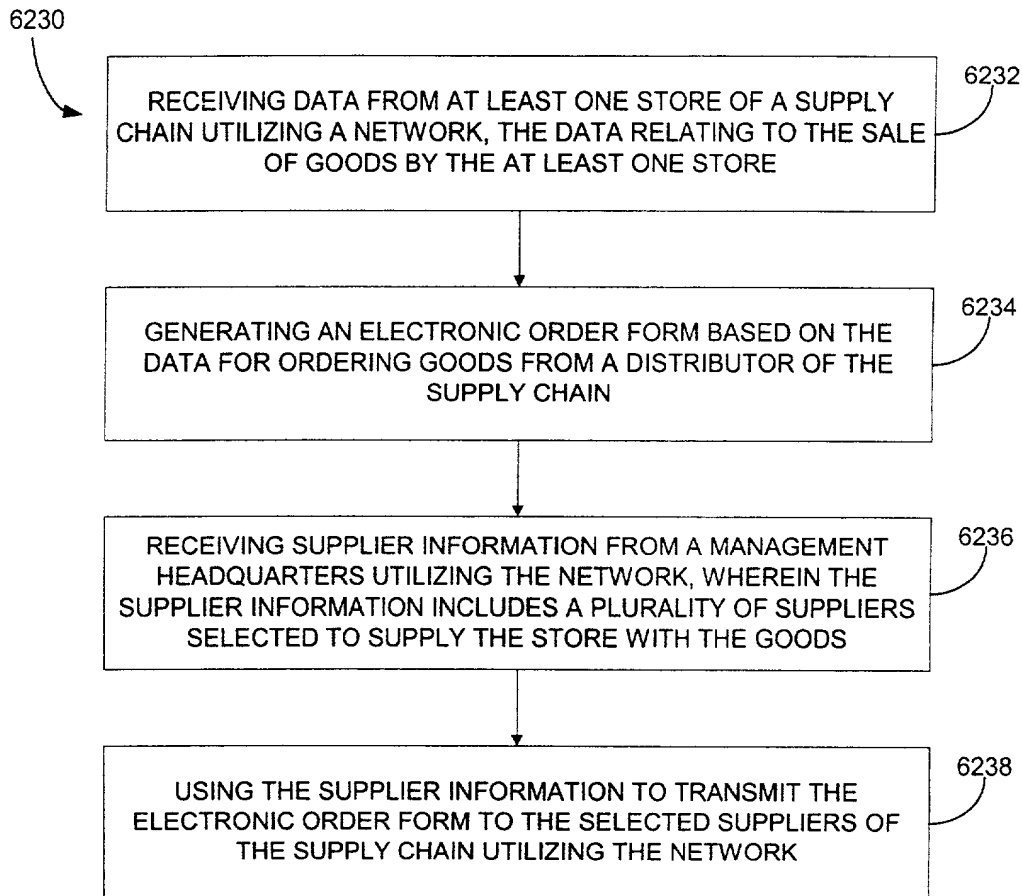 6230
RECEIVING DATA FROM AT LEAST ONE STORE OF A SUPPLY
CHAIN UTILIZING A NETWORK, THE DATA RELATING TO THE SALE
OF GOODS BY THE AT LEAST ONE STORE
6232
GENERATING AN ELECTRONIC ORDER FORM BASED ON THE
DATA FOR ORDERING GOODS FROM A DISTRIBUTOR OF THE
SUPPLY CHAIN
6234
RECEIVING SUPPLIER INFORMATION FROM A MANAGEMENT
HEADQUARTERS UTILIZING THE NETWORK, WHEREIN THE
SUPPLIER INFORMATION INCLUDES A PLURALITY OF SUPPLIERS
SELECTED TO SUPPLY THE STORE WITH THE GOODS
6236
USING THE SUPPLIER INFORMATION TO TRANSMIT THE
ELECTRONIC ORDER FORM TO THE SELECTED SUPPLIERS OF
THE SUPPLY CHAIN UTILIZING THE NETWORK
6238